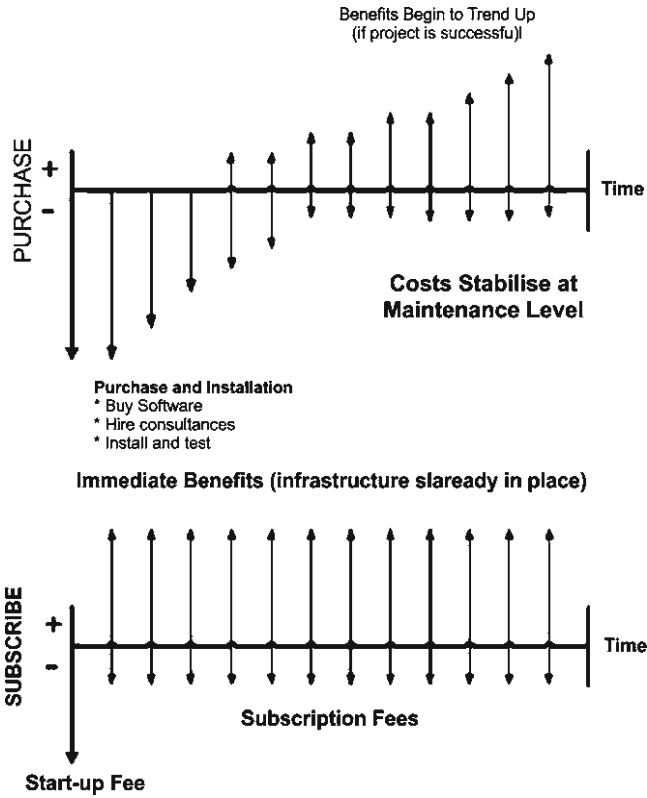 Benefits Begin to Trend Up
(if project is successfu)l
PURCHASE
+
-
Time
Costs Stabilise at
Maintenance Level
Purchase and Installation
* Buy Software
* Hire consultances
* Install and test
Immediate Benefits (infrastructure slaready in place)
SUBSCRIBE
+
-
Time
Subscription Fees
Start-up Fee